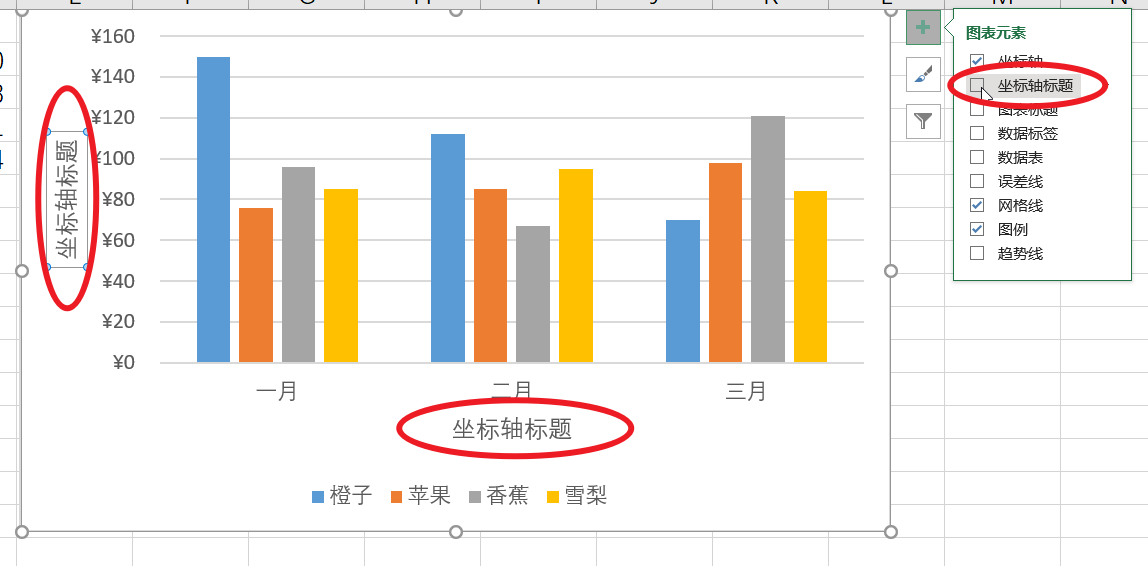 ¥160
¥140
¥120
¥100
¥80
¥60
¥40
¥20
¥0
坐标轴标题
一月 二月 三月
坐标轴标题
橙子 苹果 香蕉 雪梨
图表元素
坐标轴
坐标轴标题
图表标题
数据标签
数据表
误差线
网格线
图例
趋势线